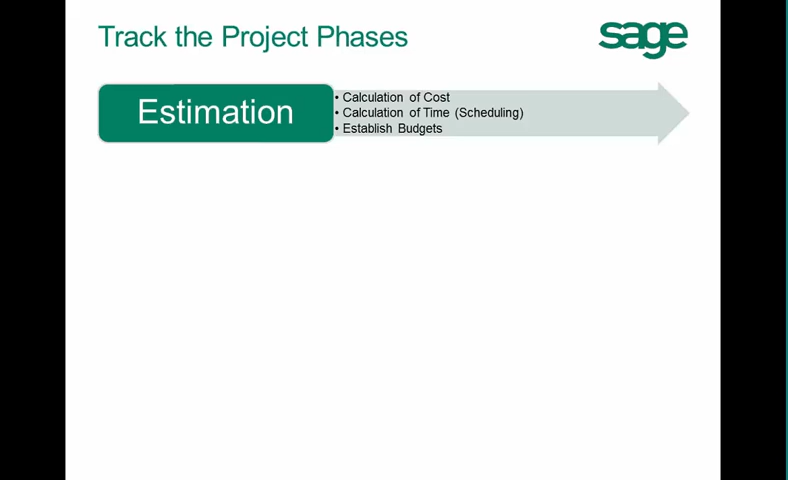 Track the Project Phases
sage
Estimation
• Calculation of Cost
• Calculation of Time (Scheduling)
• Establish Budgets